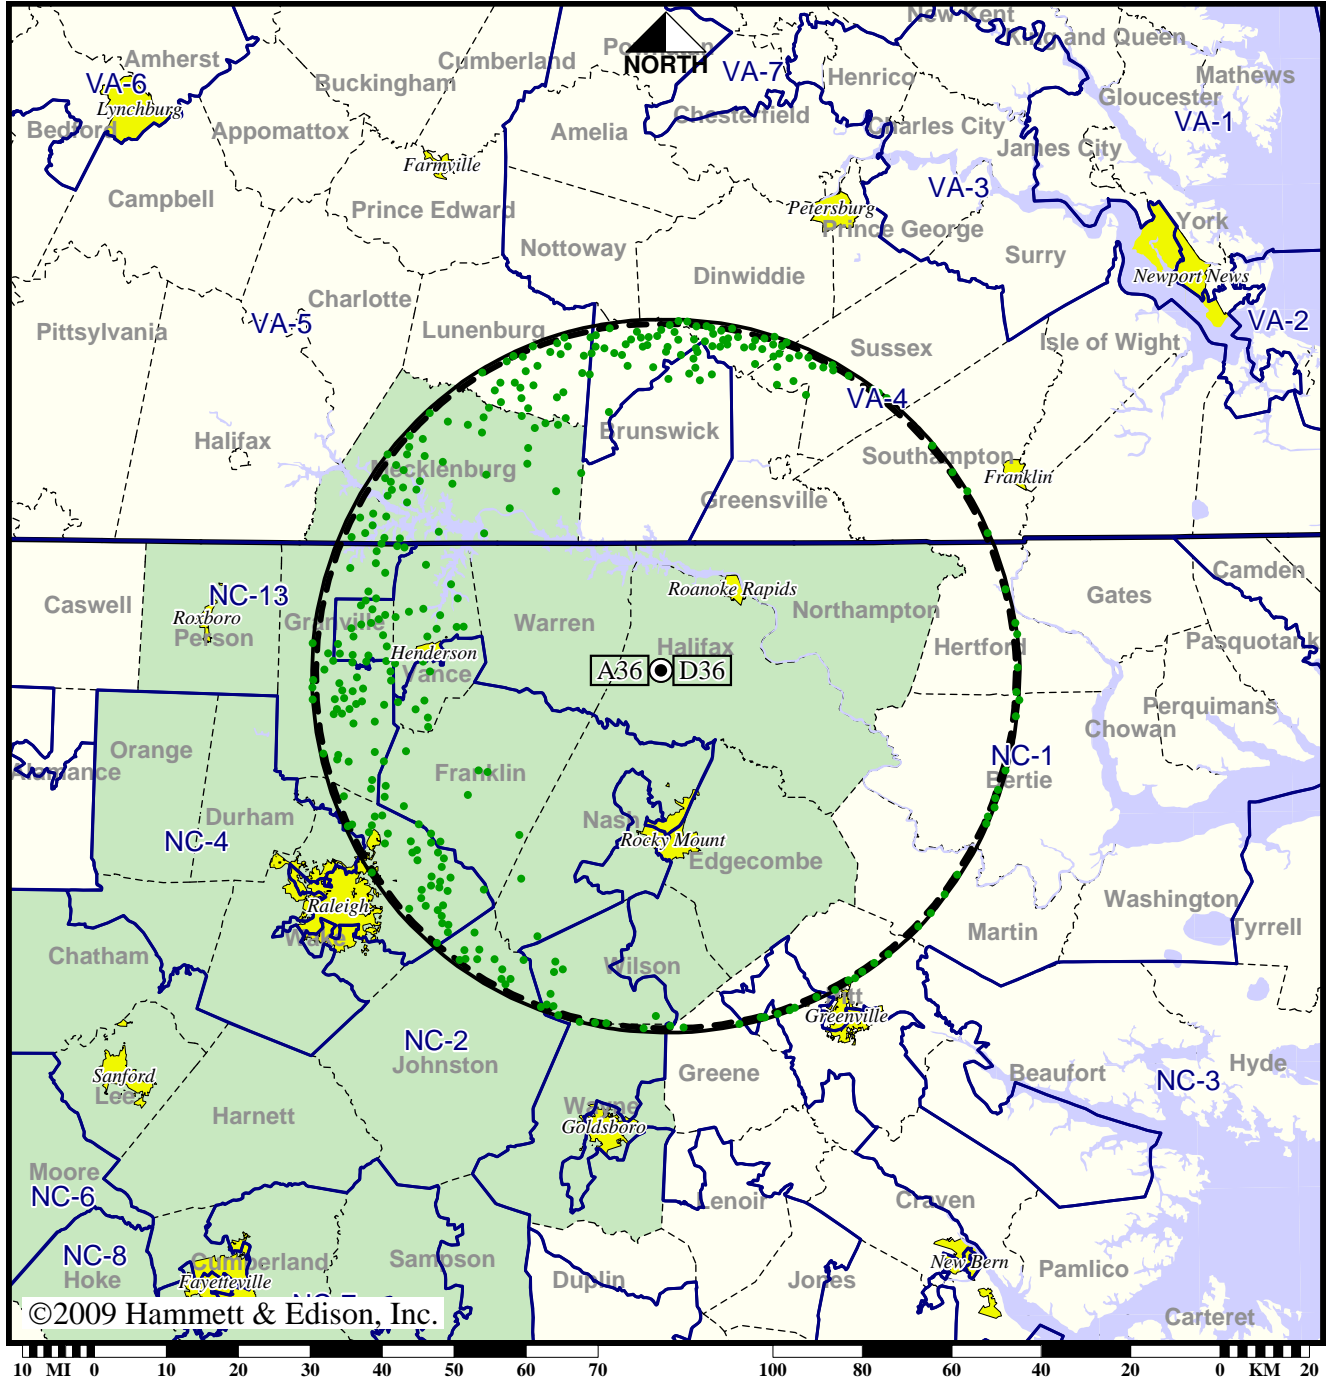 New Kent
King and Queen
Amherst
Cumberland
NORTH
VA-7
Henrico
Mathews
VA-6
Buckingham
Gloucester
Lynchburg
Chesterfield
VA-1
Bedford
Appomattox
Amelia
Charles City
James City
Farmville
Campbell
VA-3
Prince Edward
Petersburg
York
Prince George
Nottoway
Surry
Dinwiddie
Newport News
Charlotte
VA-5
Pittsylvania
Lunenburg
VA-2
Sussex
Isle of Wight
VA-4
Halifax
Brunswick
Mecklenburg
Southampton
Franklin
Greensville
Camden
Roanoke Rapids
Caswell
NC-13
Gates
Roxboro
Granville
Warren
Northampton
Person
Halifax
Hertford
Pasquotank
Henderson
Vance
A36
D36
Perquimans
Chowan
Orange
NC-1
Alamance
Franklin
Bertie
Durham
Nash
NC-4
Rocky Mount
Edgecombe
Raleigh
Washington
Wake
Martin
Tyrrell
Chatham
Wilson
Pitt
Greenville
NC-2
Johnston
Greene
Beaufort
Hyde
Sanford
NC-3
Lee
Harnett
Wayne
Goldsboro
Moore
NC-6
Lenoir
Craven
NC-8
Cumberland
Sampson
New Bern
Hoke
Fayetteville
Duplin
Jones
Pamlico
NC-7
©2009 Hammett & Edison, Inc.
Carteret
10 MI 0 10 20 30 40 50 60 70 100 80 60 40 20 0 KM 20